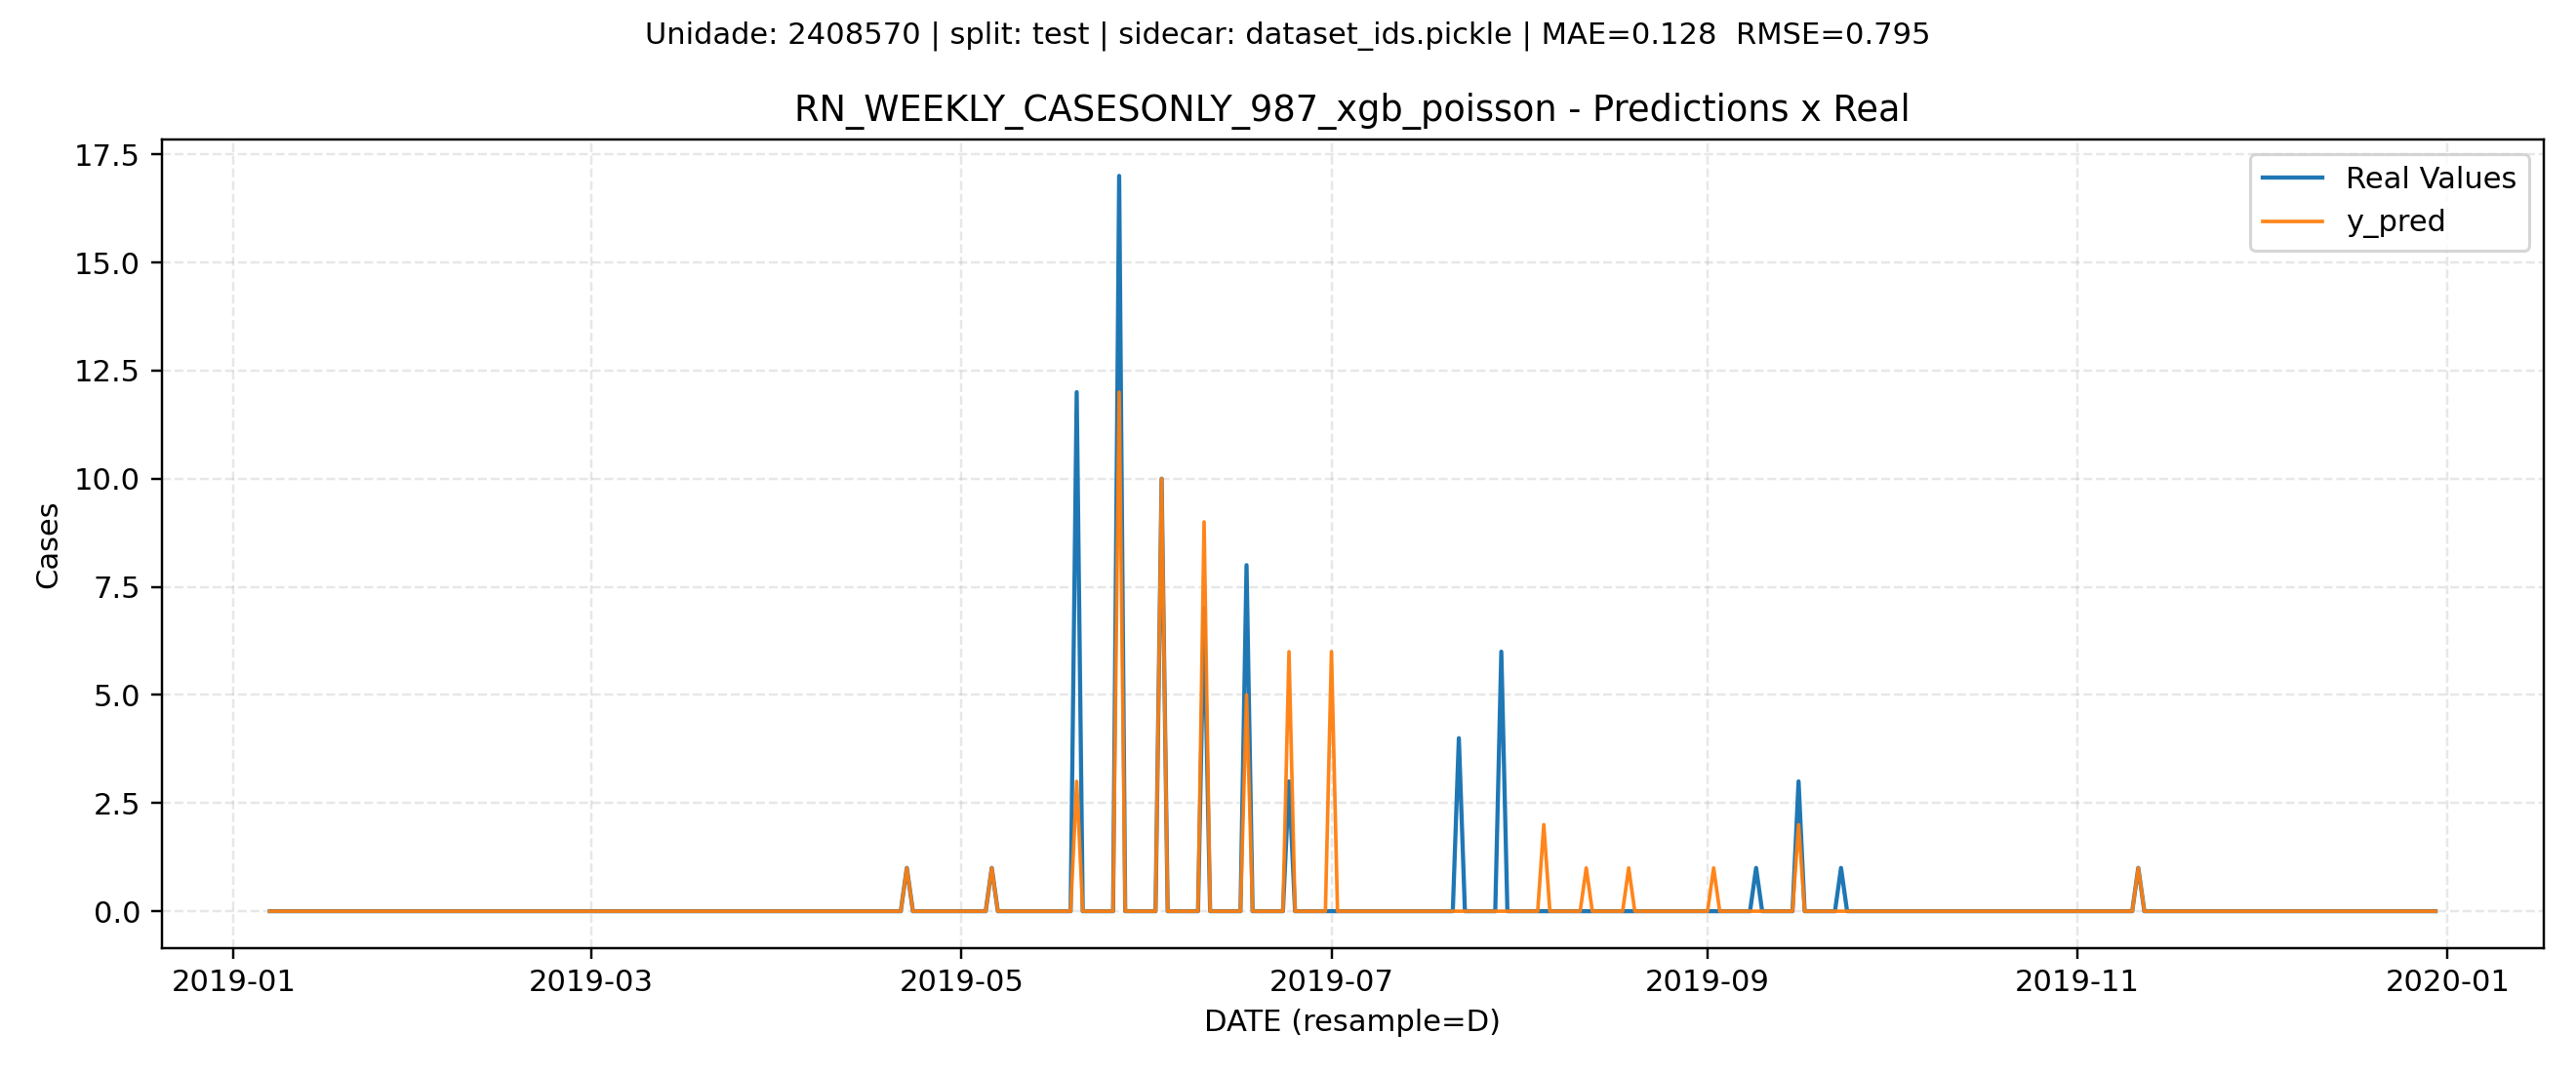 Unidade: 2408570 | split: test | sidecar: dataset_ids.pickle | MAE=0.128  RMSE=0.795
RN_WEEKLY_CASESONLY_987_xgb_poisson - Predictions x Real
Real Values
y_pred
17.5
15.0
12.5
10.0
7.5
5.0
2.5
0.0
Cases
2019-01 2019-03 2019-05 2019-07 2019-09 2019-11 2020-01
DATE (resample=D)